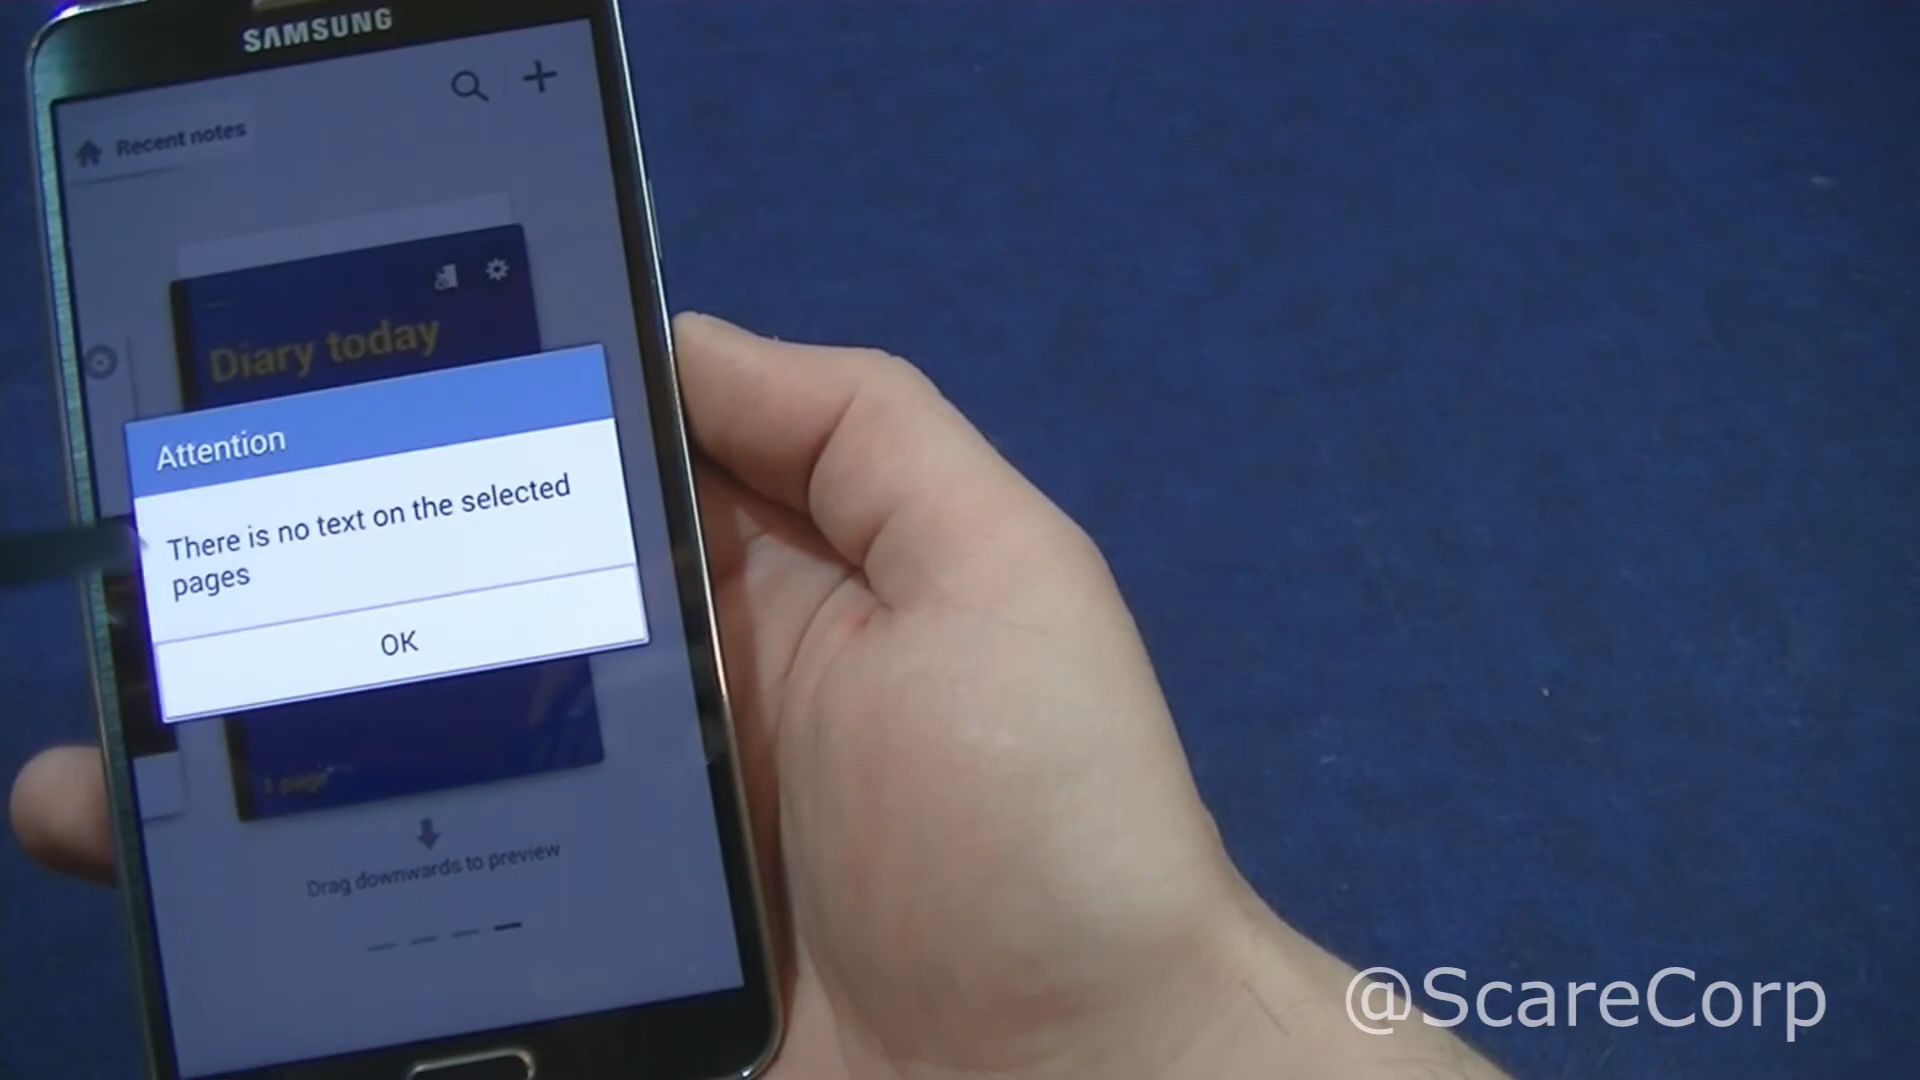 SAMSUNG
Recent notes
Diary today
Attention
There is no text on the selected
pages
OK
1 page
Drag downwards to preview
@ScareCorp